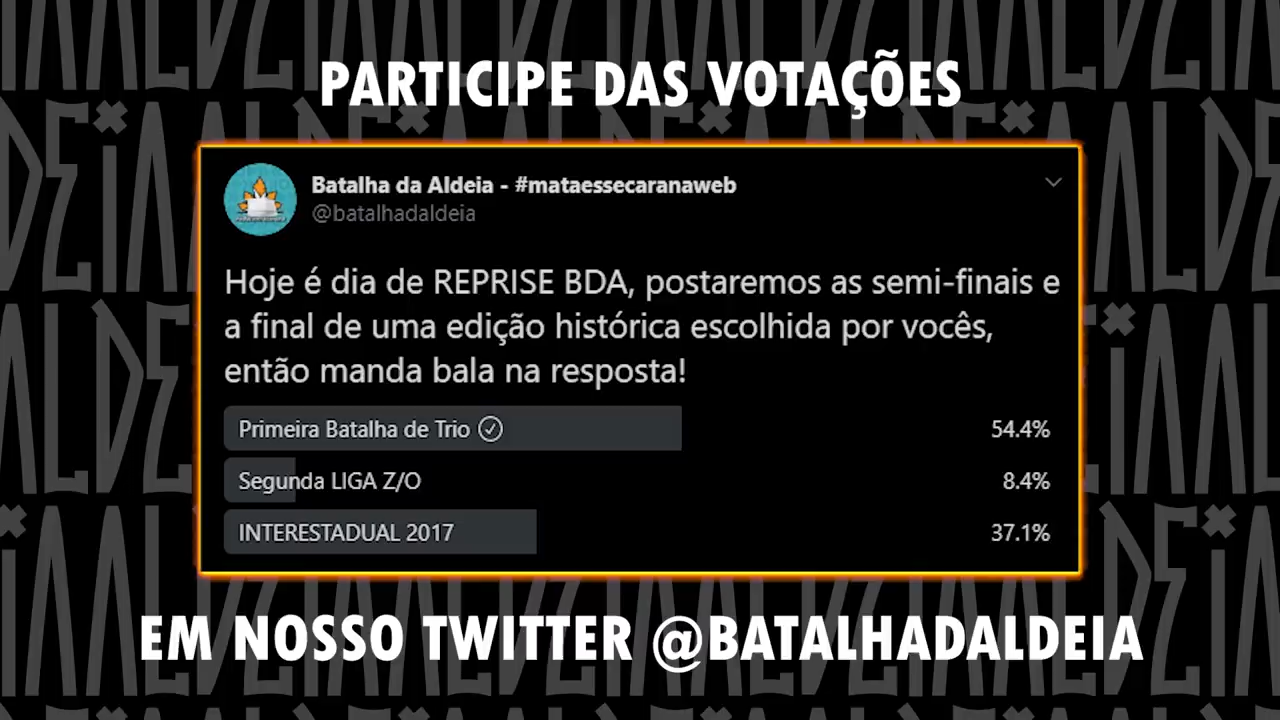 PARTICIPE DAS VOTAÇÕES
Batalha da Aldeia - #mataessecaranaweb
@batalhadaldeia
Hoje é dia de REPRISE BDA, postaremos as semi-finais e
a final de uma edição histórica escolhida por vocês,
então manda bala na resposta!
Primeira Batalha de Trio 54.4%
Segunda LIGA Z/O 8.4%
INTERESTADUAL 2017 37.1%
EM NOSSO TWITTER @BATALHADALDEIA